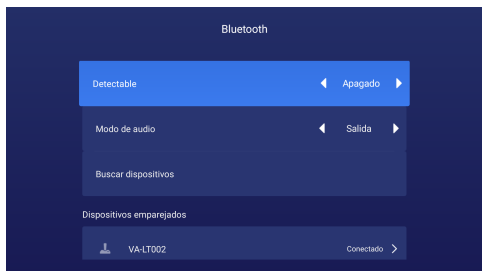 Bluetooth
Detectable Apagado
Modo de audio Salida
Buscar dispositivos
Dispositivos emparejados
VA-LT002 Conectado